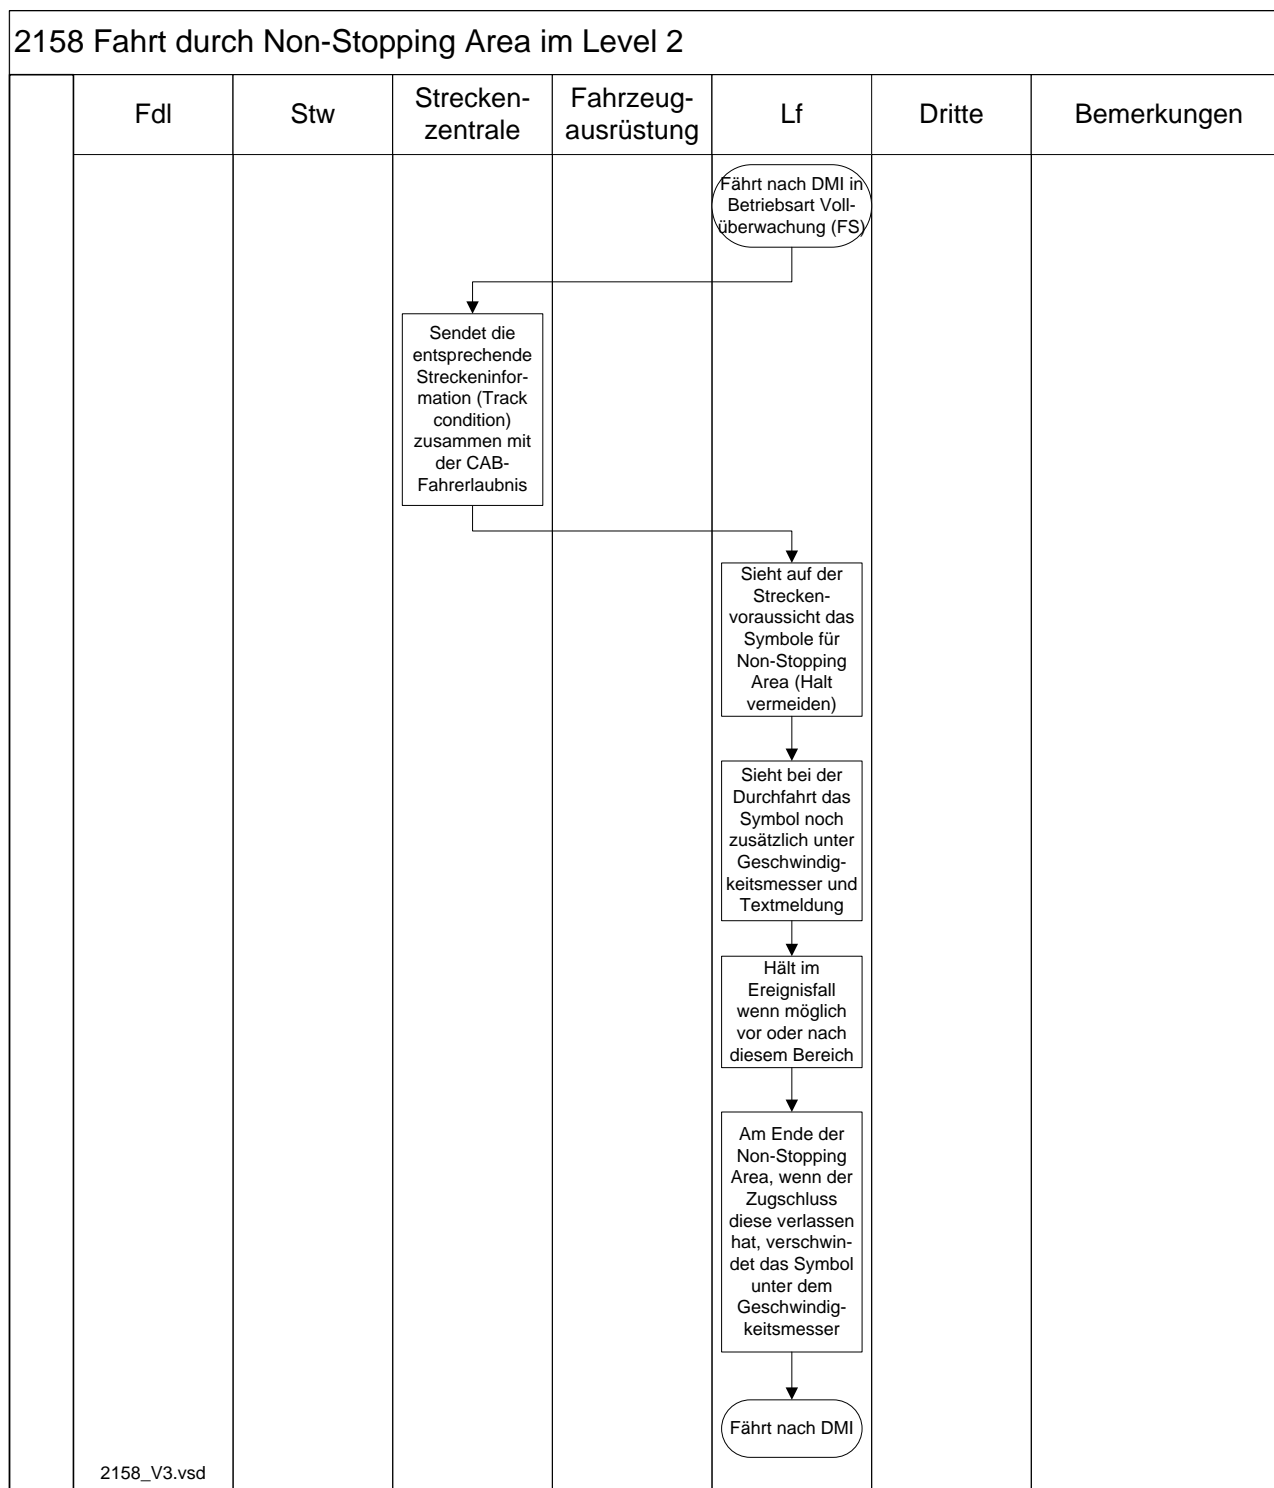 2158 Fahrt durch Non-Stopping Area im Level 2
Fdl
Stw
Strecken-
zentrale
Fahrzeug-
ausrüstung
Lf
Dritte
Bemerkungen
Fährt nach DMI in
Betriebsart Voll-
überwachung (FS)
Sendet die
entsprechende
Streckeninfor-
mation (Track
condition)
zusammen mit
der CAB-
Fahrerlaubnis
Sieht auf der
Strecken-
voraussicht das
Symbole für
Non-Stopping
Area (Halt
vermeiden)
Sieht bei der
Durchfahrt das
Symbol noch
zusätzlich unter
Geschwindig-
keitsmesser und
Textmeldung
Hält im
Ereignisfall
wenn möglich
vor oder nach
diesem Bereich
Am Ende der
Non-Stopping
Area, wenn der
Zugschluss
diese verlassen
hat, verschwin-
det das Symbol
unter dem
Geschwindig-
keitsmesser
Fährt nach DMI
2158_V3.vsd